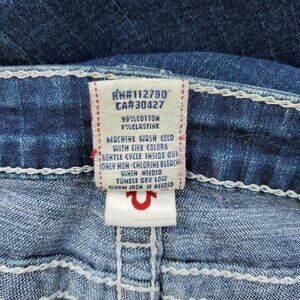 RN#112790
CA#30427
99%COTTON
1%ELASTINE
MACHINE WASH COLD
WITH LIKE COLORS
GENTLE CYCLE INSIDE OUT
ONLY NON-CHLORINE BLEACH
WHEN NEEDED
TUMBLE DRY LOW
WARM IRON IF NEEDED